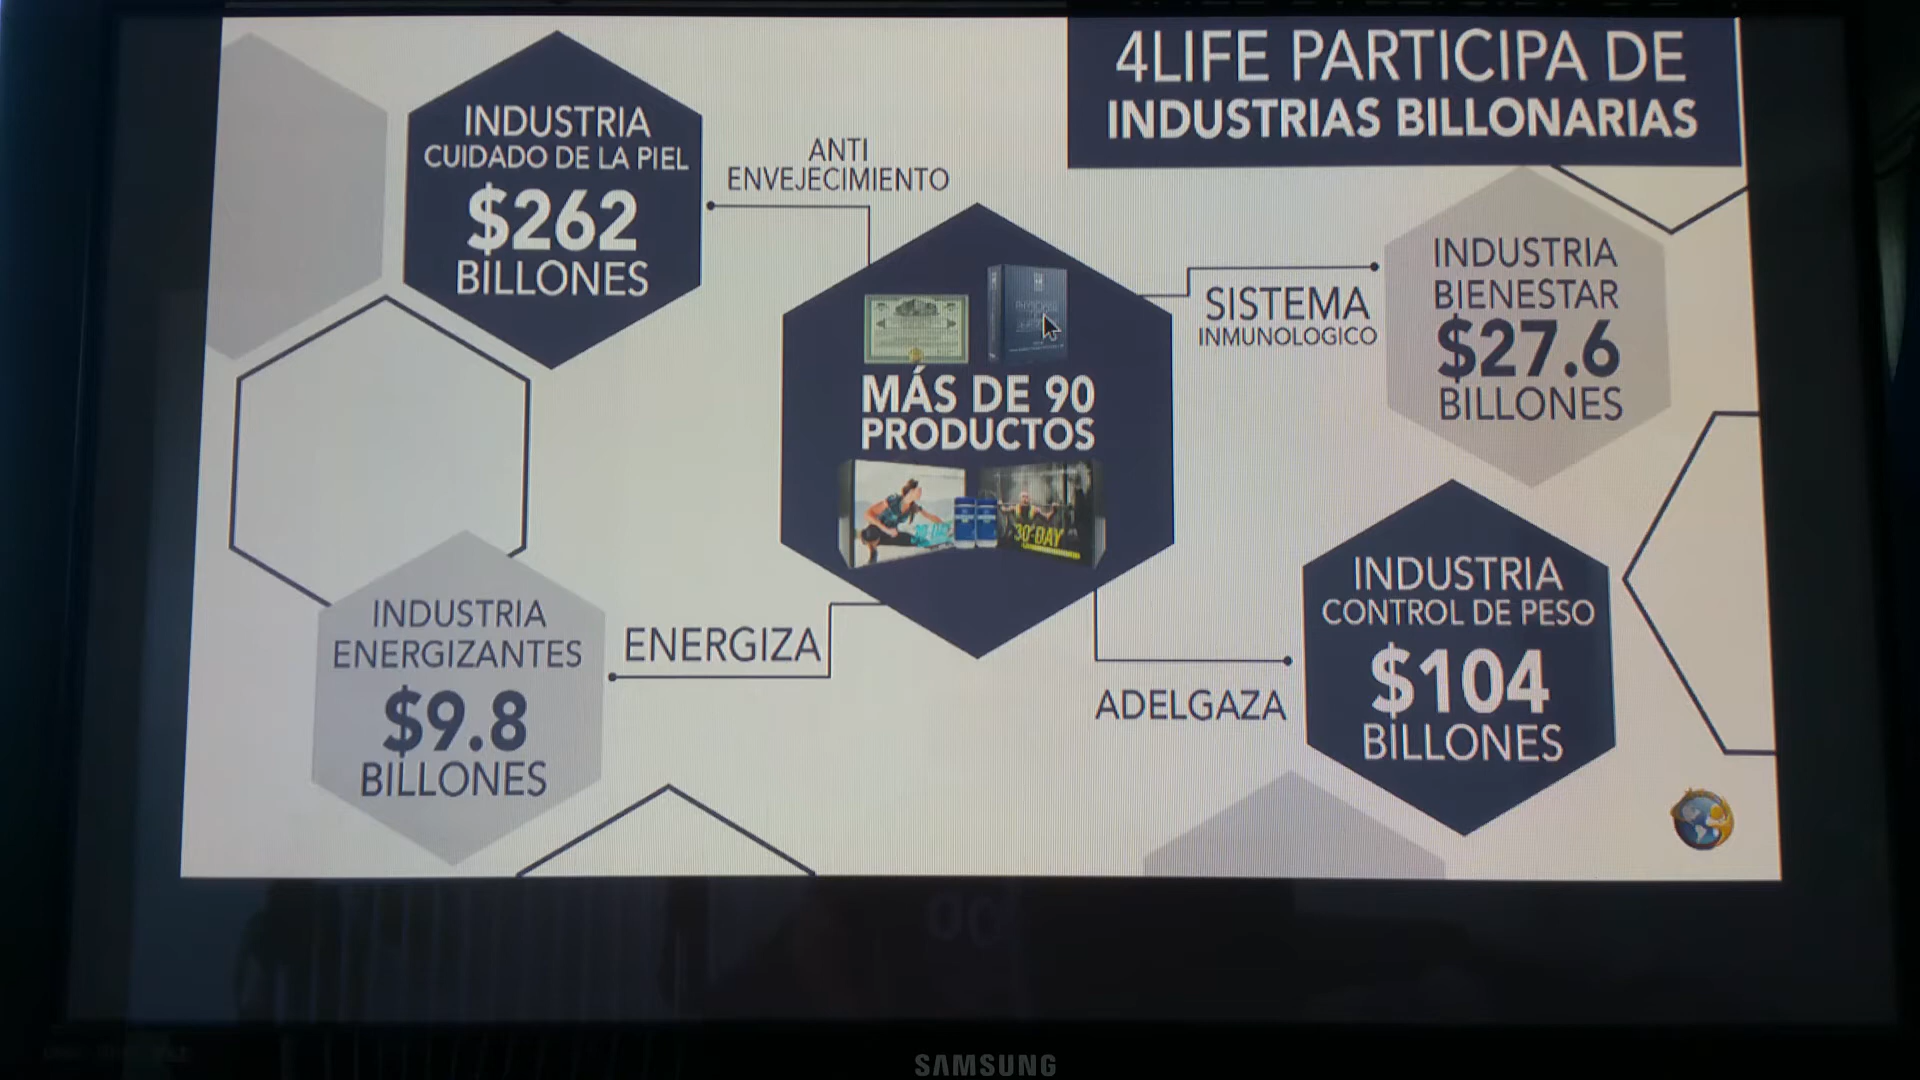 4LIFE PARTICIPA DE
INDUSTRIAS BILLONARIAS
INDUSTRIA
CUIDADO DE LA PIEL
$262
BILLONES
ANTI
ENVEJECIMIENTO
SISTEMA
INMUNOLOGICO
INDUSTRIA
BIENESTAR
$27.6
BILLONES
MÁS DE 90
PRODUCTOS
30-DAY
30-DAY
INDUSTRIA
ENERGIZANTES
$9.8
BILLONES
ENERGIZA
ADELGAZA
INDUSTRIA
CONTROL DE PESO
$104
BILLONES
SAMSUNG